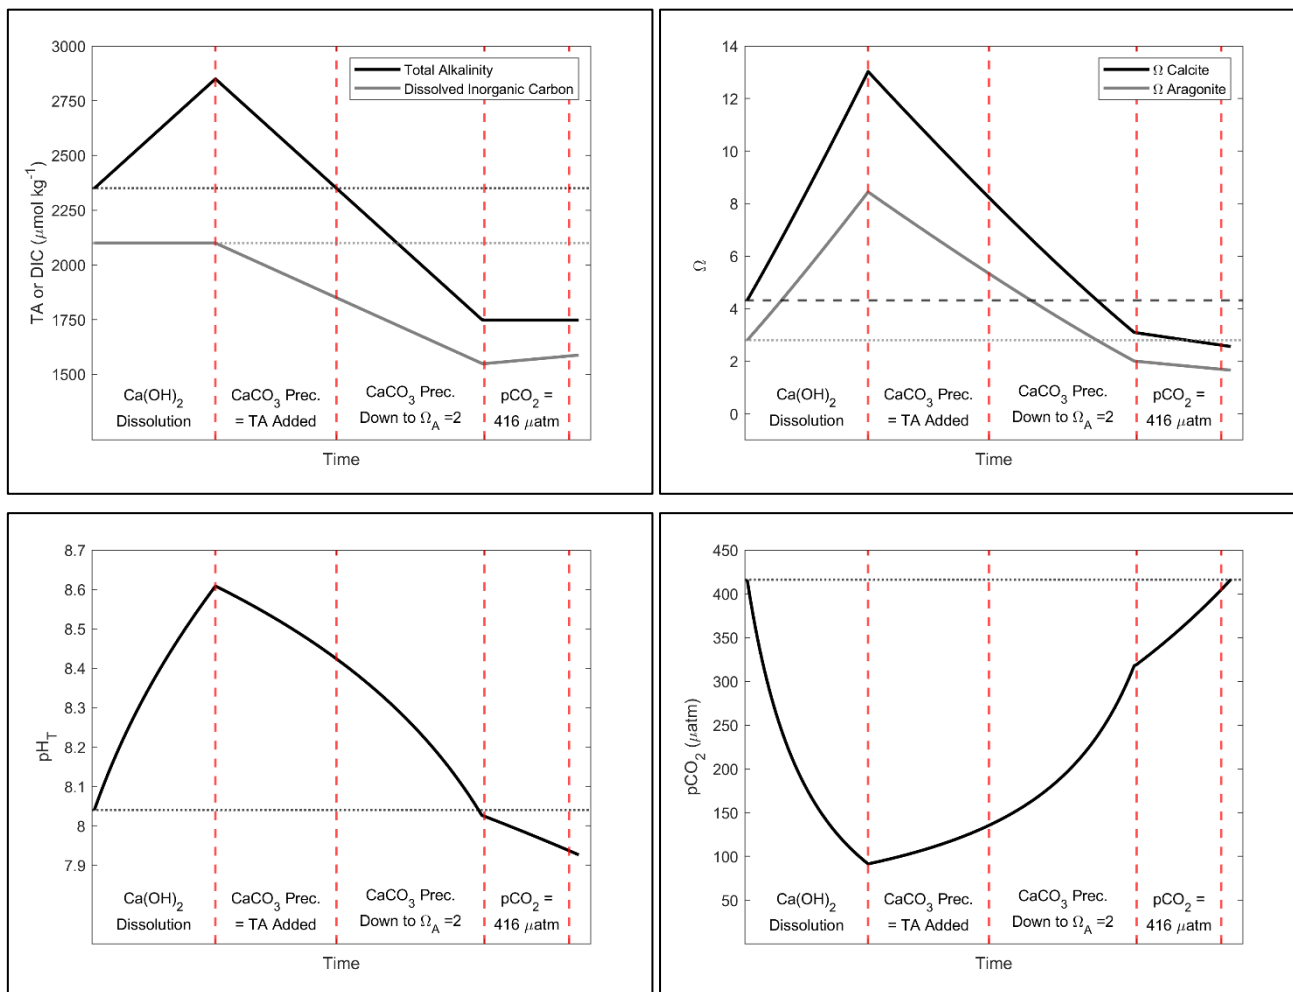 3000
2750
2500
2250
2000
1750
1500
TA or DIC (μmol kg⁻¹)
Total Alkalinity
Dissolved Inorganic Carbon
Ca(OH)₂
Dissolution
CaCO₃ Prec.
= TA Added
CaCO₃ Prec.
Down to Ω_A =2
pCO₂ =
416 μatm
Time
14
12
10
8
6
4
2
0
Ω
Ω Calcite
Ω Aragonite
Ca(OH)₂
Dissolution
CaCO₃ Prec.
= TA Added
CaCO₃ Prec.
Down to Ω_A =2
pCO₂ =
416 μatm
Time
8.7
8.6
8.5
8.4
8.3
8.2
8.1
8
7.9
pH_T
Ca(OH)₂
Dissolution
CaCO₃ Prec.
= TA Added
CaCO₃ Prec.
Down to Ω_A =2
pCO₂ =
416 μatm
Time
450
400
350
300
250
200
150
100
50
pCO₂ (μatm)
Ca(OH)₂
Dissolution
CaCO₃ Prec.
= TA Added
CaCO₃ Prec.
Down to Ω_A =2
pCO₂ =
416 μatm
Time